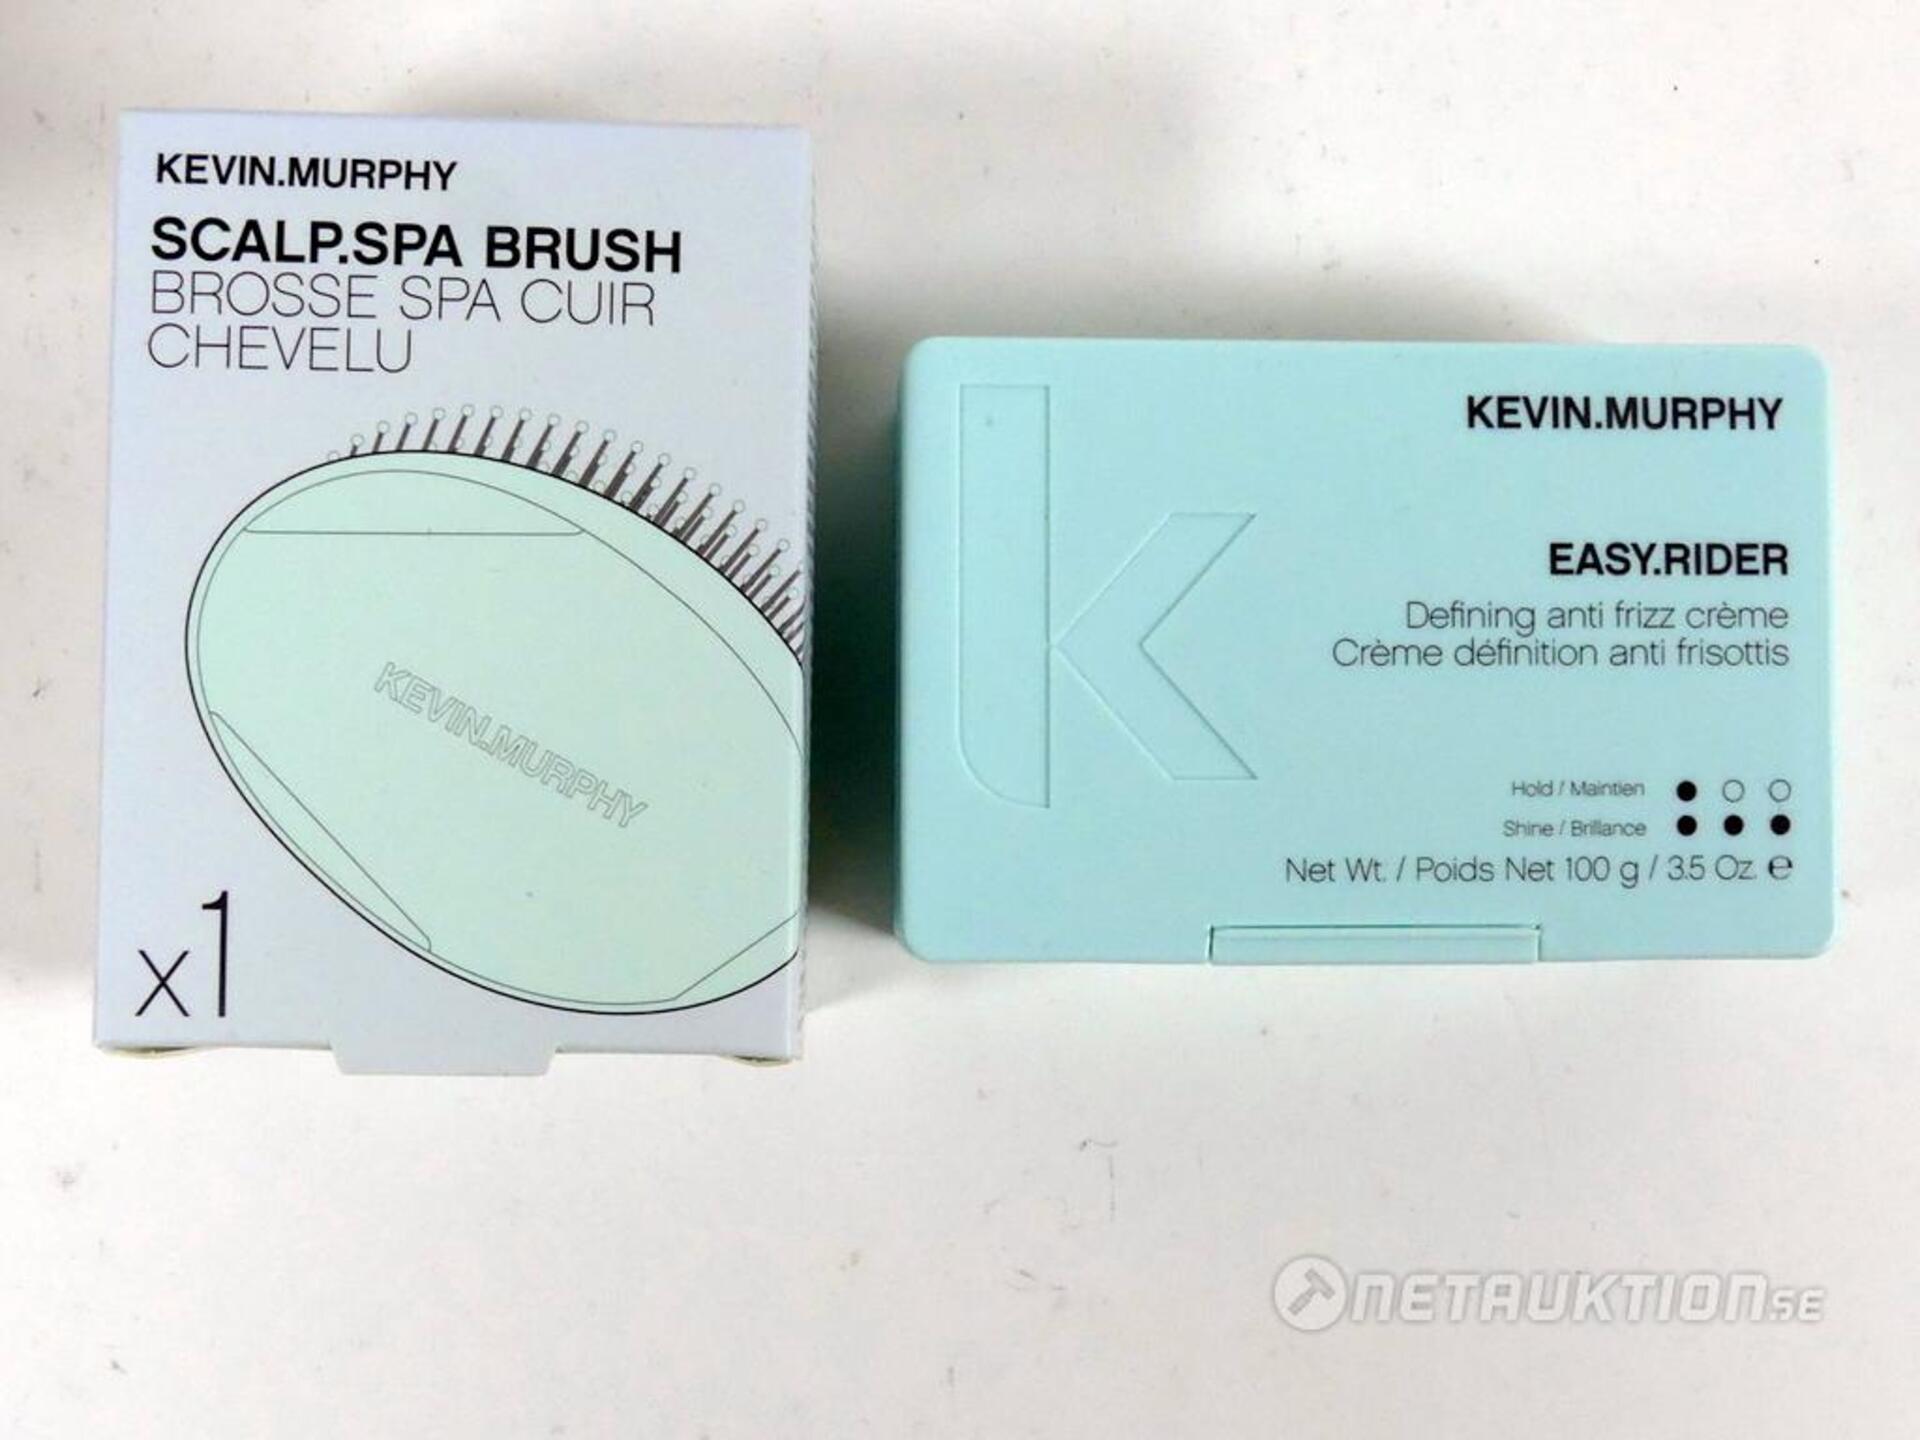 KEVIN.MURPHY
SCALP.SPA BRUSH
BROSSE SPA CUIR
CHEVELU
KEVIN.MURPHY
x1
k
KEVIN.MURPHY
EASY.RIDER
Defining anti frizz crème
Crème définition anti frisottis
Hold / Maintien
Shine / Brillance
Net Wt. / Poids Net 100 g / 3.5 Oz. ℮
NETAUKTION.SE